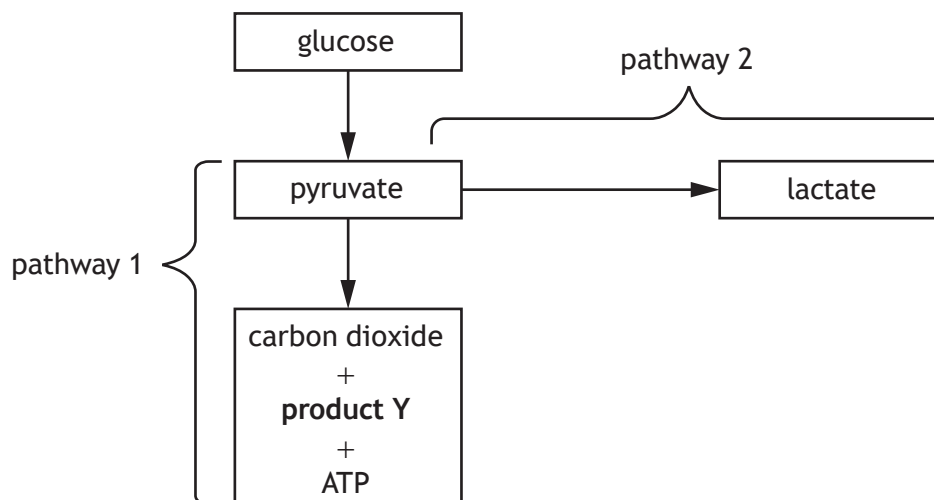 glucose
pathway 2
pyruvate
lactate
pathway 1
carbon dioxide
+
product Y
+
ATP